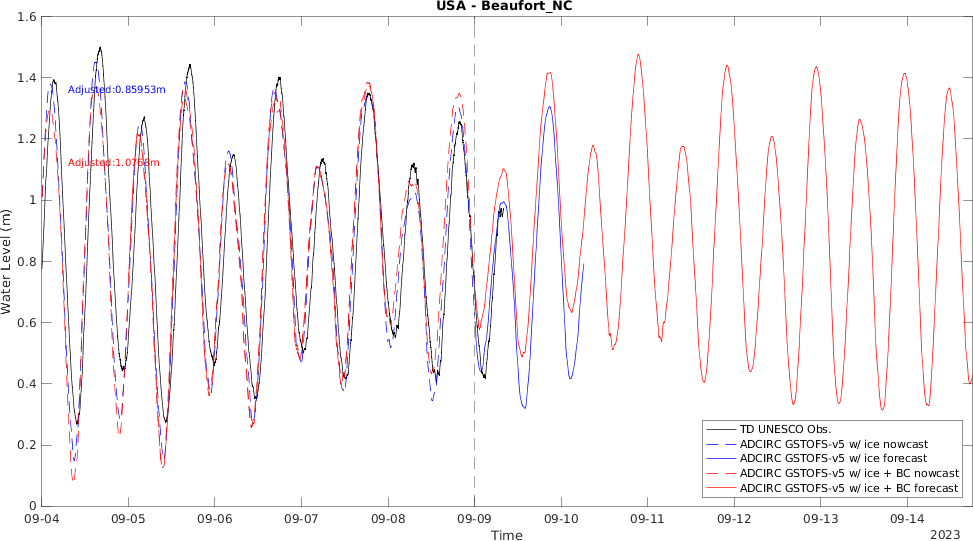 USA - Beaufort_NC
1.6
1.4
1.2
1
0.8
0.6
0.4
0.2
0
Water Level (m)
Adjusted:0.85953m
Adjusted:1.0756m
TD UNESCO Obs.
ADCIRC GSTOFS-v5 w/ ice nowcast
ADCIRC GSTOFS-v5 w/ ice forecast
ADCIRC GSTOFS-v5 w/ ice + BC nowcast
ADCIRC GSTOFS-v5 w/ ice + BC forecast
09-04 09-05 09-06 09-07 09-08 09-09 09-10 09-11 09-12 09-13 09-14
Time
2023